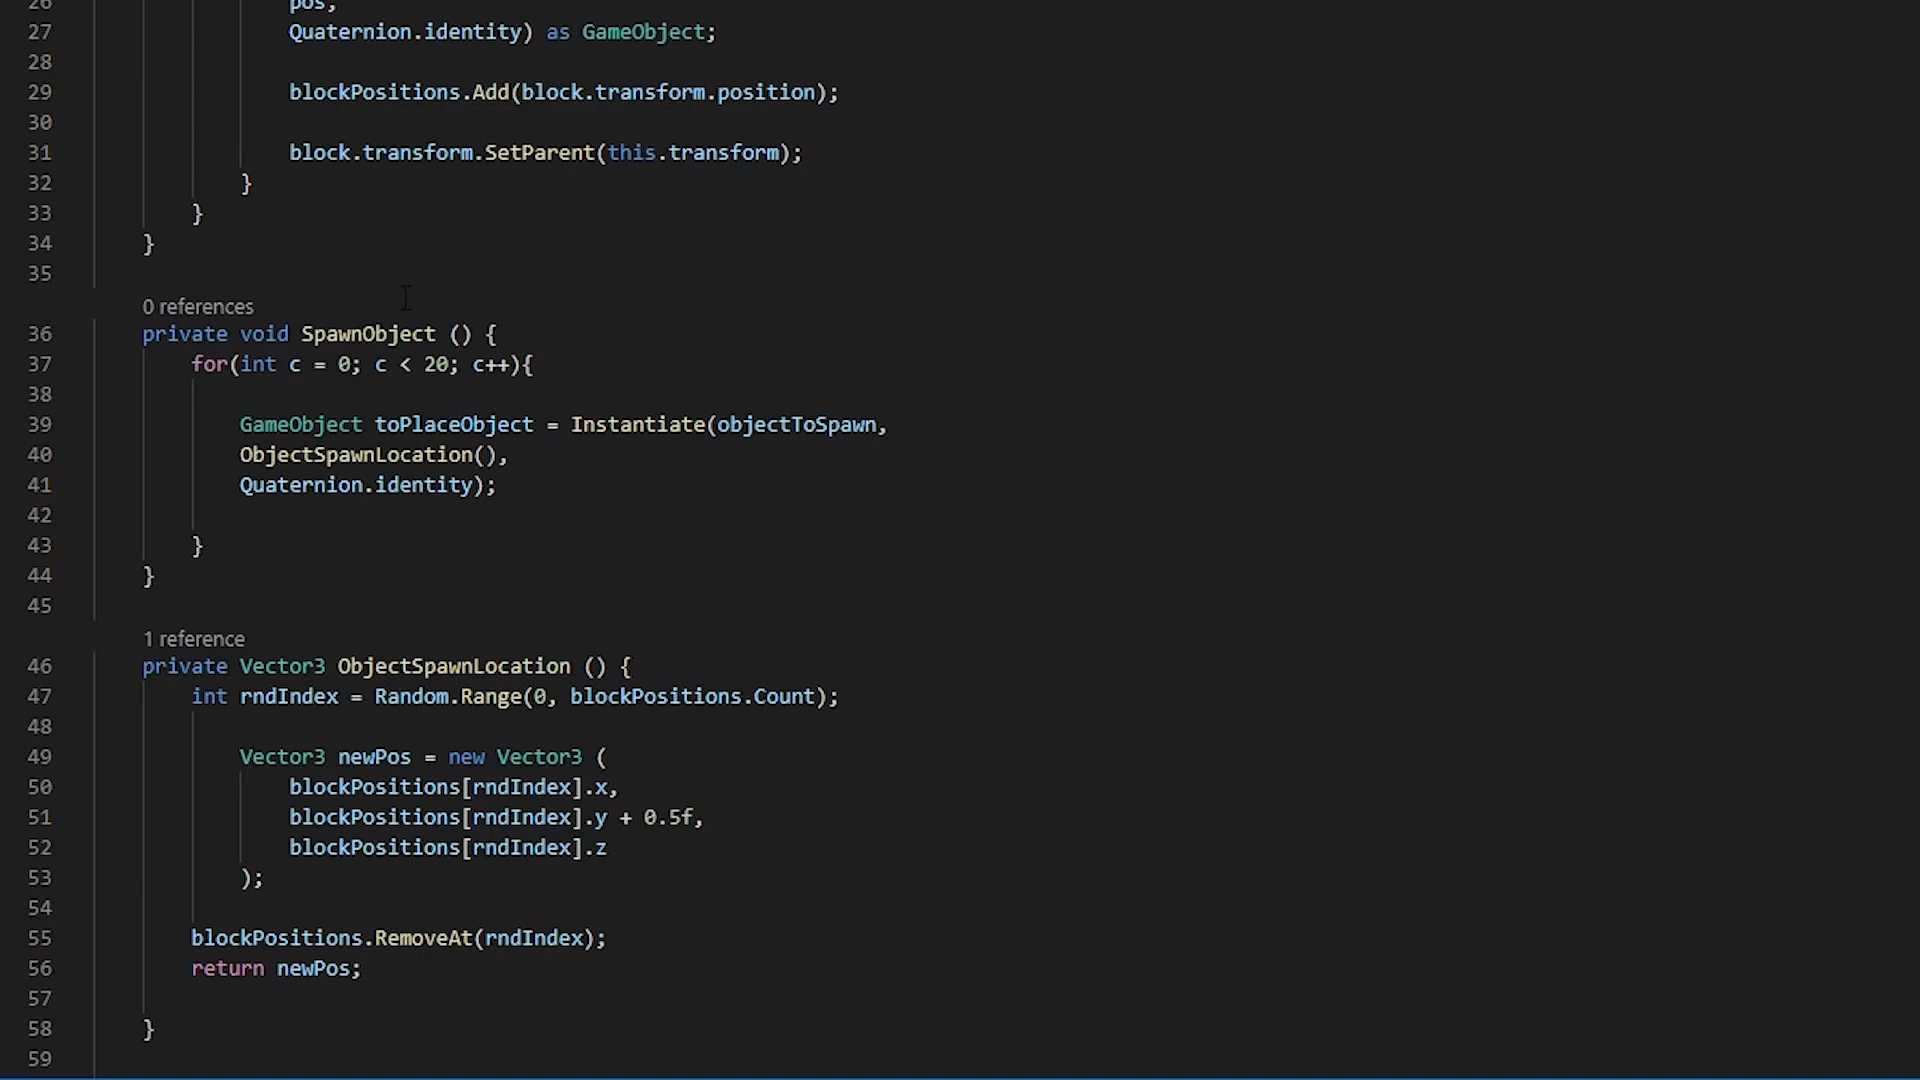 26 pos,
27 Quaternion.identity) as GameObject;
28
29 blockPositions.Add(block.transform.position);
30
31 block.transform.SetParent(this.transform);
32 }
33 }
34 }
35
0 references
36 private void SpawnObject () {
37 for(int c = 0; c < 20; c++){
38
39 GameObject toPlaceObject = Instantiate(objectToSpawn,
40 ObjectSpawnLocation(),
41 Quaternion.identity);
42
43 }
44 }
45
1 reference
46 private Vector3 ObjectSpawnLocation () {
47 int rndIndex = Random.Range(0, blockPositions.Count);
48
49 Vector3 newPos = new Vector3 (
50 blockPositions[rndIndex].x,
51 blockPositions[rndIndex].y + 0.5f,
52 blockPositions[rndIndex].z
53 );
54
55 blockPositions.RemoveAt(rndIndex);
56 return newPos;
57
58 }
59